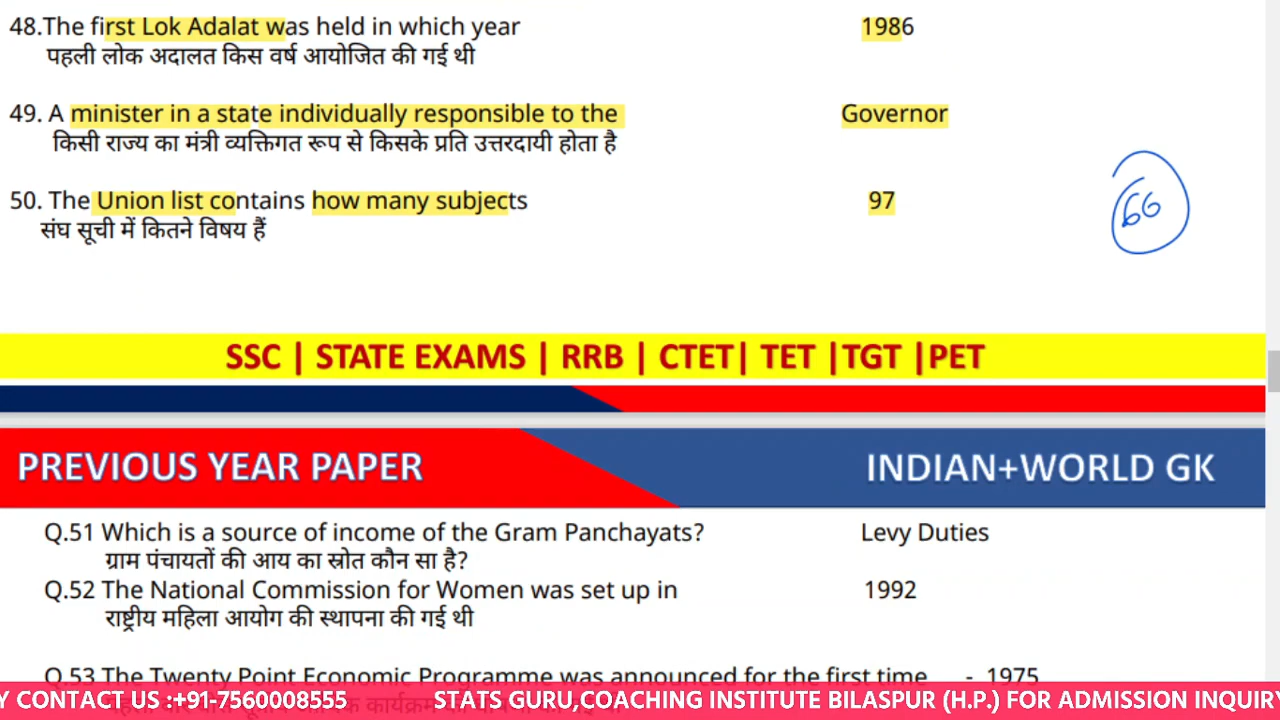 48.The first Lok Adalat was held in which year 1986
पहली लोक अदालत किस वर्ष आयोजित की गई थी
49. A minister in a state individually responsible to the Governor
किसी राज्य का मंत्री व्यक्तिगत रूप से किसके प्रति उत्तरदायी होता है
50. The Union list contains how many subjects 97
66
संघ सूची में कितने विषय हैं
SSC | STATE EXAMS | RRB | CTET| TET |TGT |PET
PREVIOUS YEAR PAPER INDIAN+WORLD GK
Q.51 Which is a source of income of the Gram Panchayats? Levy Duties
ग्राम पंचायतों की आय का स्रोत कौन सा है?
Q.52 The National Commission for Women was set up in 1992
राष्ट्रीय महिला आयोग की स्थापना की गई थी
Q.53 The Twenty Point Economic Programme was announced for the first time - 1975
Y CONTACT US :+91-7560008555 STATS GURU COACHING INSTITUTE BILASPUR (H.P.) FOR ADMISSION INQUIR